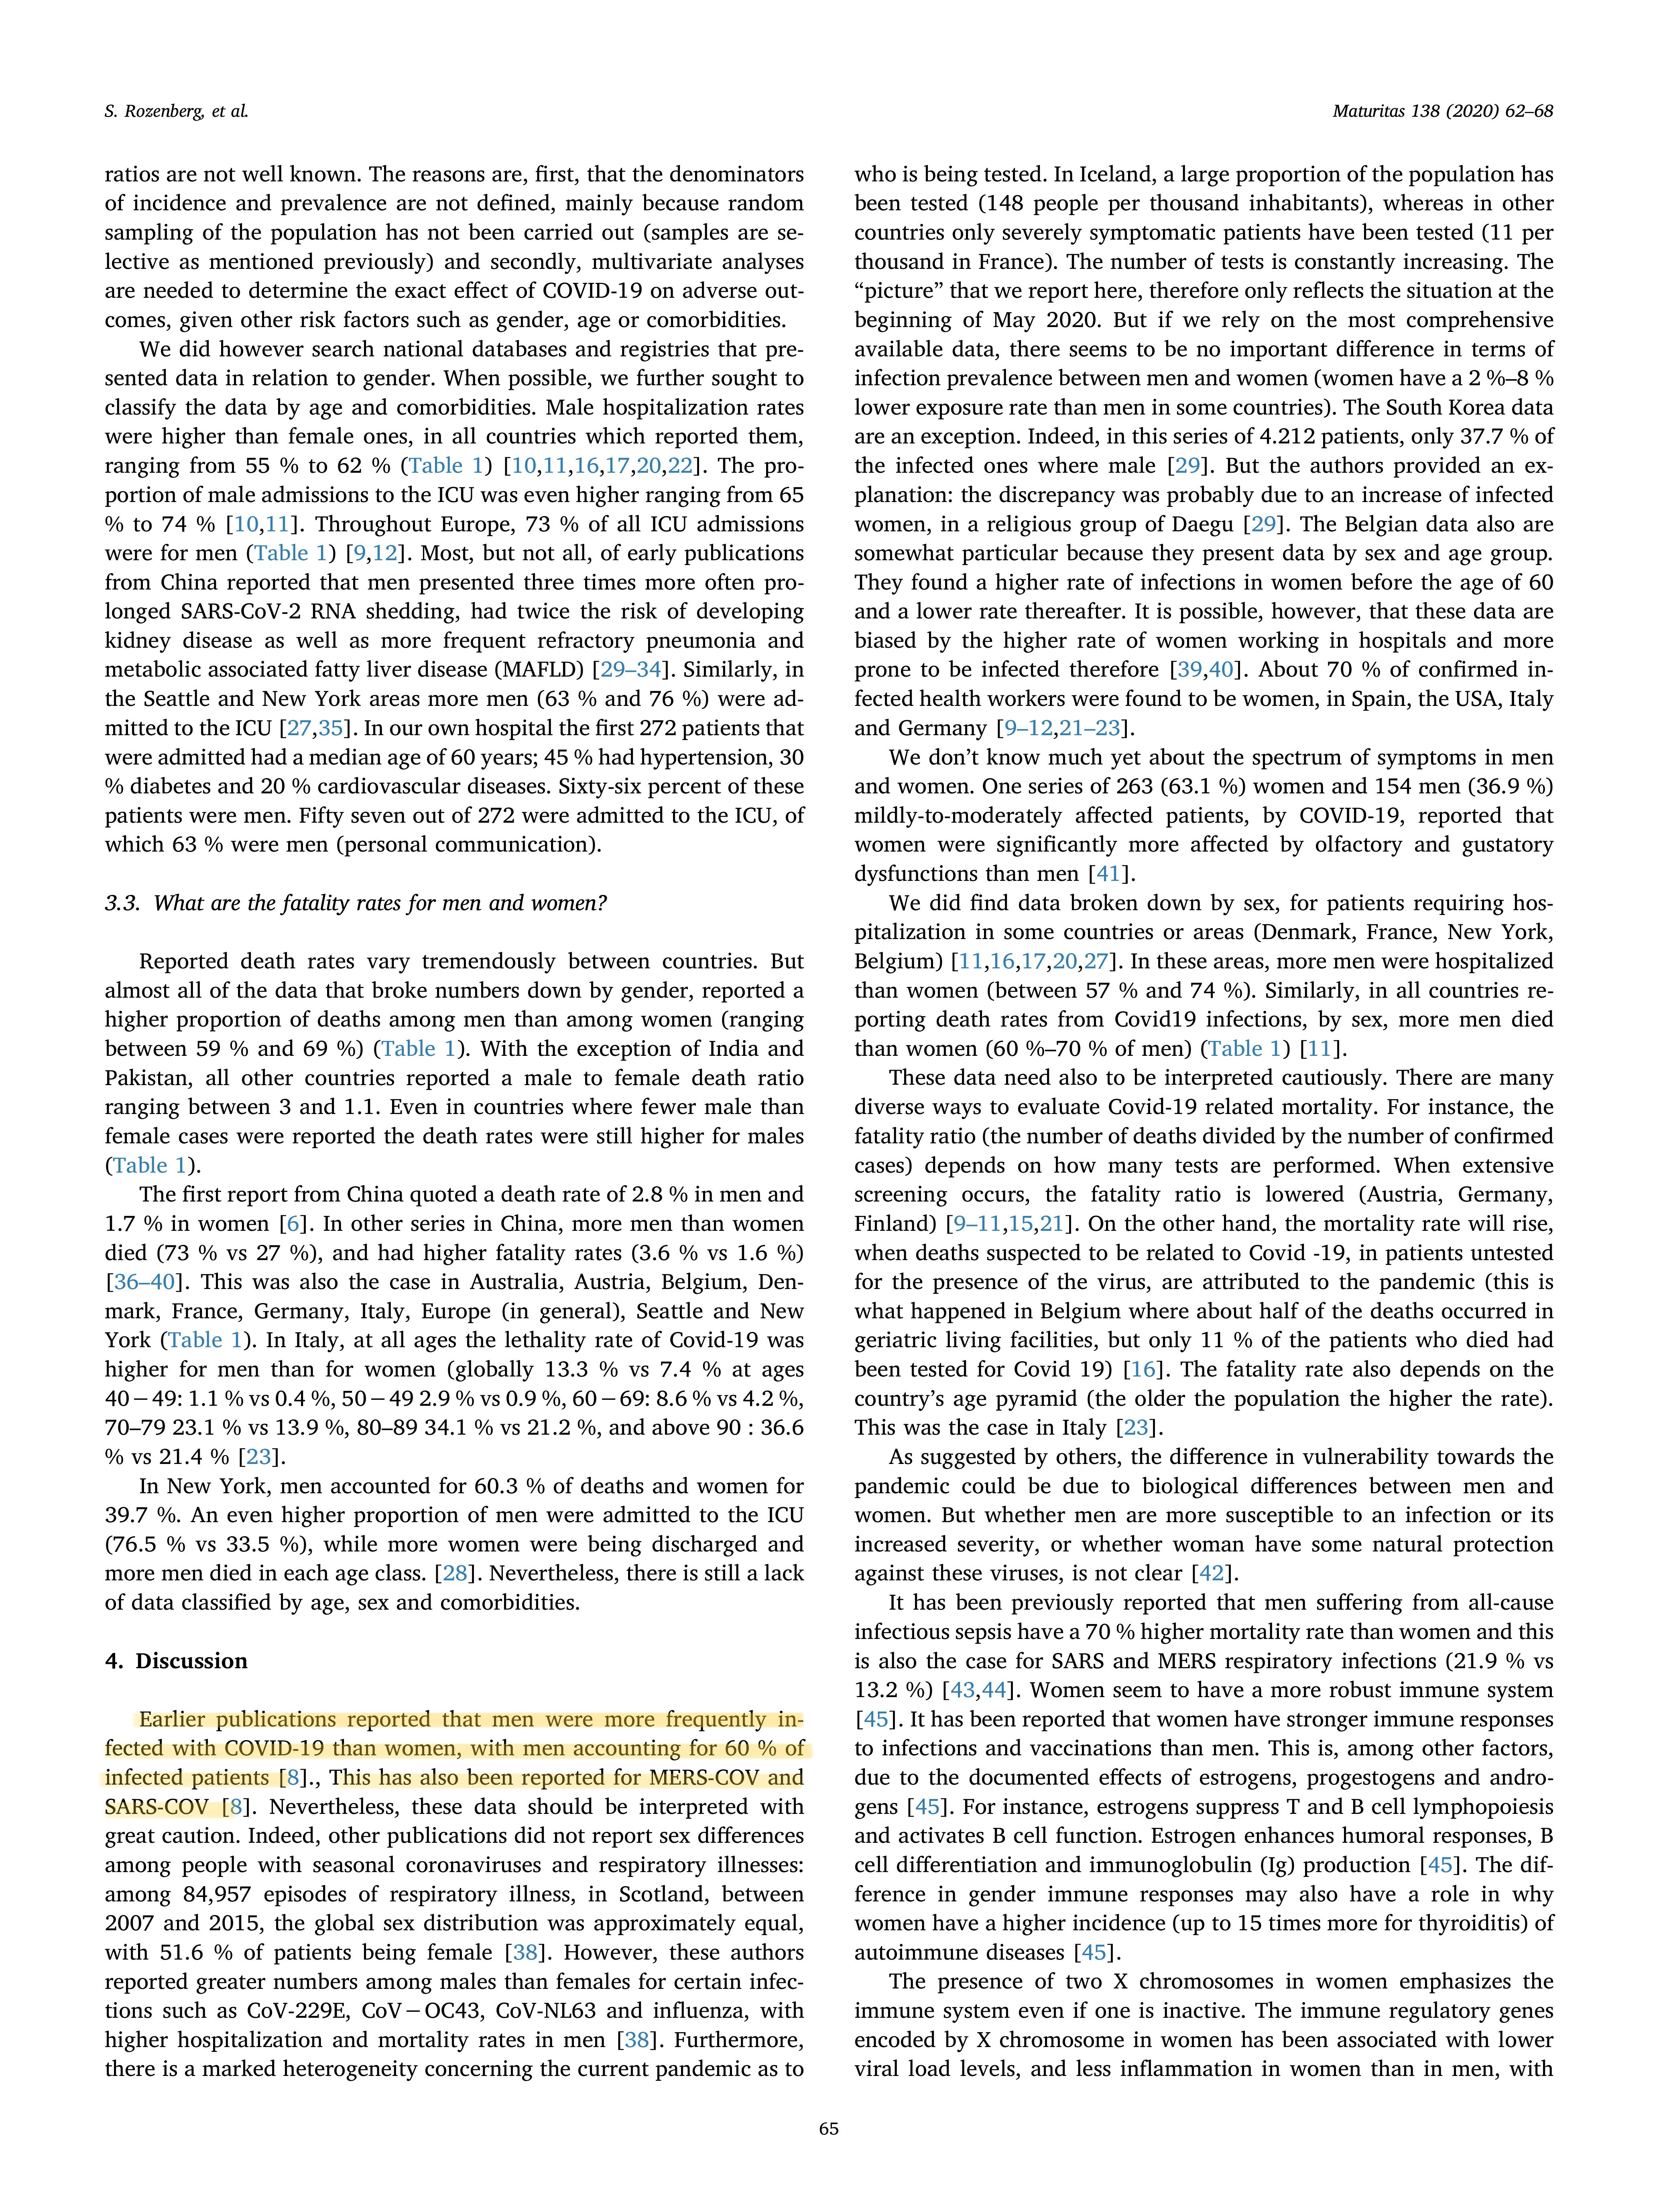 S. Rozenberg, et al.
Maturitas 138 (2020) 62–68
ratios are not well known. The reasons are, first, that the denominators
of incidence and prevalence are not defined, mainly because random
sampling of the population has not been carried out (samples are se-
lective as mentioned previously) and secondly, multivariate analyses
are needed to determine the exact effect of COVID-19 on adverse out-
comes, given other risk factors such as gender, age or comorbidities.
We did however search national databases and registries that pre-
sented data in relation to gender. When possible, we further sought to
classify the data by age and comorbidities. Male hospitalization rates
were higher than female ones, in all countries which reported them,
ranging from 55 % to 62 % (Table 1) [10,11,16,17,20,22]. The pro-
portion of male admissions to the ICU was even higher ranging from 65
% to 74 % [10,11]. Throughout Europe, 73 % of all ICU admissions
were for men (Table 1) [9,12]. Most, but not all, of early publications
from China reported that men presented three times more often pro-
longed SARS-CoV-2 RNA shedding, had twice the risk of developing
kidney disease as well as more frequent refractory pneumonia and
metabolic associated fatty liver disease (MAFLD) [29–34]. Similarly, in
the Seattle and New York areas more men (63 % and 76 %) were ad-
mitted to the ICU [27,35]. In our own hospital the first 272 patients that
were admitted had a median age of 60 years; 45 % had hypertension, 30
% diabetes and 20 % cardiovascular diseases. Sixty-six percent of these
patients were men. Fifty seven out of 272 were admitted to the ICU, of
which 63 % were men (personal communication).
3.3. What are the fatality rates for men and women?
Reported death rates vary tremendously between countries. But
almost all of the data that broke numbers down by gender, reported a
higher proportion of deaths among men than among women (ranging
between 59 % and 69 %) (Table 1). With the exception of India and
Pakistan, all other countries reported a male to female death ratio
ranging between 3 and 1.1. Even in countries where fewer male than
female cases were reported the death rates were still higher for males
(Table 1).
The first report from China quoted a death rate of 2.8 % in men and
1.7 % in women [6]. In other series in China, more men than women
died (73 % vs 27 %), and had higher fatality rates (3.6 % vs 1.6 %)
[36–40]. This was also the case in Australia, Austria, Belgium, Den-
mark, France, Germany, Italy, Europe (in general), Seattle and New
York (Table 1). In Italy, at all ages the lethality rate of Covid-19 was
higher for men than for women (globally 13.3 % vs 7.4 % at ages
40−49: 1.1 % vs 0.4 %, 50−49 2.9 % vs 0.9 %, 60−69: 8.6 % vs 4.2 %,
70–79 23.1 % vs 13.9 %, 80–89 34.1 % vs 21.2 %, and above 90 : 36.6
% vs 21.4 % [23].
In New York, men accounted for 60.3 % of deaths and women for
39.7 %. An even higher proportion of men were admitted to the ICU
(76.5 % vs 33.5 %), while more women were being discharged and
more men died in each age class. [28]. Nevertheless, there is still a lack
of data classified by age, sex and comorbidities.
4. Discussion
Earlier publications reported that men were more frequently in-
fected with COVID-19 than women, with men accounting for 60 % of
infected patients [8]., This has also been reported for MERS-COV and
SARS-COV [8]. Nevertheless, these data should be interpreted with
great caution. Indeed, other publications did not report sex differences
among people with seasonal coronaviruses and respiratory illnesses:
among 84,957 episodes of respiratory illness, in Scotland, between
2007 and 2015, the global sex distribution was approximately equal,
with 51.6 % of patients being female [38]. However, these authors
reported greater numbers among males than females for certain infec-
tions such as CoV-229E, CoV−OC43, CoV-NL63 and influenza, with
higher hospitalization and mortality rates in men [38]. Furthermore,
there is a marked heterogeneity concerning the current pandemic as to
who is being tested. In Iceland, a large proportion of the population has
been tested (148 people per thousand inhabitants), whereas in other
countries only severely symptomatic patients have been tested (11 per
thousand in France). The number of tests is constantly increasing. The
“picture” that we report here, therefore only reflects the situation at the
beginning of May 2020. But if we rely on the most comprehensive
available data, there seems to be no important difference in terms of
infection prevalence between men and women (women have a 2 %–8 %
lower exposure rate than men in some countries). The South Korea data
are an exception. Indeed, in this series of 4.212 patients, only 37.7 % of
the infected ones where male [29]. But the authors provided an ex-
planation: the discrepancy was probably due to an increase of infected
women, in a religious group of Daegu [29]. The Belgian data also are
somewhat particular because they present data by sex and age group.
They found a higher rate of infections in women before the age of 60
and a lower rate thereafter. It is possible, however, that these data are
biased by the higher rate of women working in hospitals and more
prone to be infected therefore [39,40]. About 70 % of confirmed in-
fected health workers were found to be women, in Spain, the USA, Italy
and Germany [9–12,21–23].
We don’t know much yet about the spectrum of symptoms in men
and women. One series of 263 (63.1 %) women and 154 men (36.9 %)
mildly-to-moderately affected patients, by COVID-19, reported that
women were significantly more affected by olfactory and gustatory
dysfunctions than men [41].
We did find data broken down by sex, for patients requiring hos-
pitalization in some countries or areas (Denmark, France, New York,
Belgium) [11,16,17,20,27]. In these areas, more men were hospitalized
than women (between 57 % and 74 %). Similarly, in all countries re-
porting death rates from Covid19 infections, by sex, more men died
than women (60 %–70 % of men) (Table 1) [11].
These data need also to be interpreted cautiously. There are many
diverse ways to evaluate Covid-19 related mortality. For instance, the
fatality ratio (the number of deaths divided by the number of confirmed
cases) depends on how many tests are performed. When extensive
screening occurs, the fatality ratio is lowered (Austria, Germany,
Finland) [9–11,15,21]. On the other hand, the mortality rate will rise,
when deaths suspected to be related to Covid -19, in patients untested
for the presence of the virus, are attributed to the pandemic (this is
what happened in Belgium where about half of the deaths occurred in
geriatric living facilities, but only 11 % of the patients who died had
been tested for Covid 19) [16]. The fatality rate also depends on the
country’s age pyramid (the older the population the higher the rate).
This was the case in Italy [23].
As suggested by others, the difference in vulnerability towards the
pandemic could be due to biological differences between men and
women. But whether men are more susceptible to an infection or its
increased severity, or whether woman have some natural protection
against these viruses, is not clear [42].
It has been previously reported that men suffering from all-cause
infectious sepsis have a 70 % higher mortality rate than women and this
is also the case for SARS and MERS respiratory infections (21.9 % vs
13.2 %) [43,44]. Women seem to have a more robust immune system
[45]. It has been reported that women have stronger immune responses
to infections and vaccinations than men. This is, among other factors,
due to the documented effects of estrogens, progestogens and andro-
gens [45]. For instance, estrogens suppress T and B cell lymphopoiesis
and activates B cell function. Estrogen enhances humoral responses, B
cell differentiation and immunoglobulin (Ig) production [45]. The dif-
ference in gender immune responses may also have a role in why
women have a higher incidence (up to 15 times more for thyroiditis) of
autoimmune diseases [45].
The presence of two X chromosomes in women emphasizes the
immune system even if one is inactive. The immune regulatory genes
encoded by X chromosome in women has been associated with lower
viral load levels, and less inflammation in women than in men, with
65